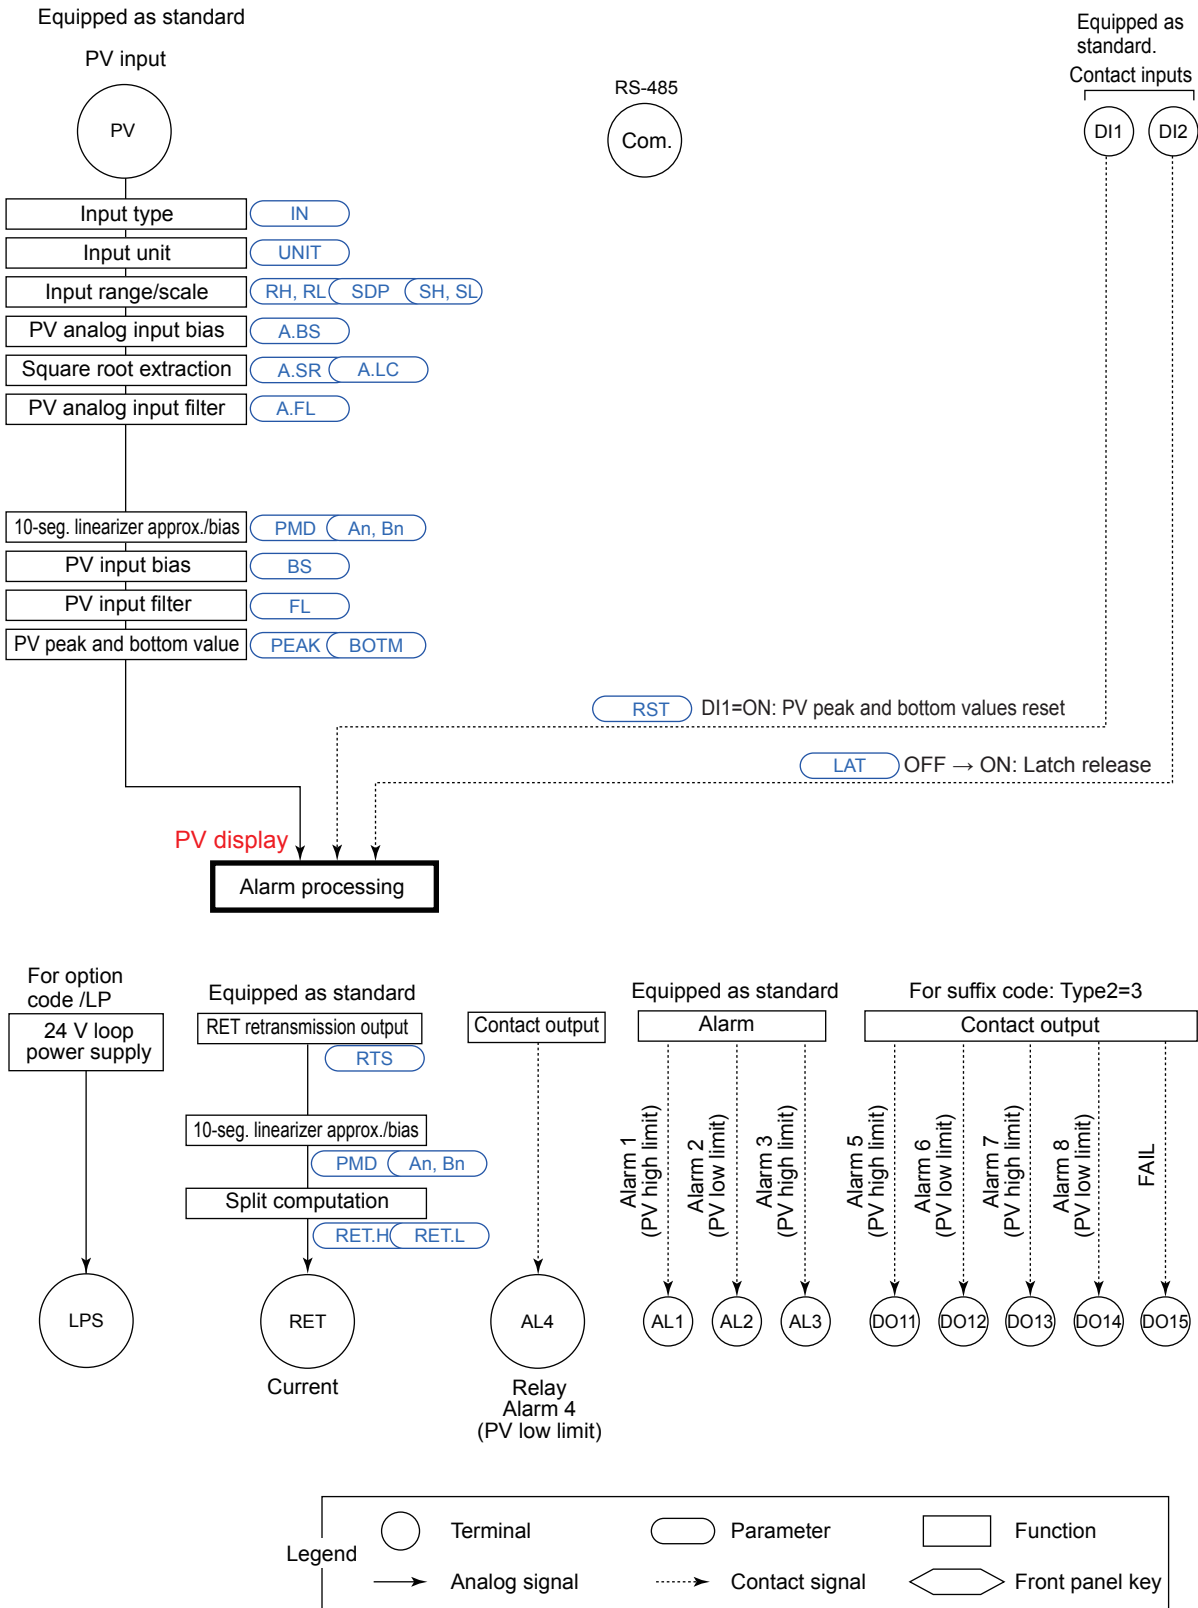 Equipped as standard
PV input
PV
RS-485
Com.
Equipped as
standard.
Contact inputs
DI1
DI2
Input type
IN
Input unit
UNIT
Input range/scale
RH, RL
SDP
SH, SL
PV analog input bias
A.BS
Square root extraction
A.SR
A.LC
PV analog input filter
A.FL
10-seg. linearizer approx./bias
PMD
An, Bn
PV input bias
BS
PV input filter
FL
PV peak and bottom value
PEAK
BOTM
RST
DI1=ON: PV peak and bottom values reset
LAT
OFF → ON: Latch release
PV display
Alarm processing
For option
code /LP
24 V loop
power supply
LPS
Equipped as standard
RET retransmission output
RTS
10-seg. linearizer approx./bias
PMD
An, Bn
Split computation
RET.H
RET.L
RET
Current
Contact output
AL4
Relay
Alarm 4
(PV low limit)
Equipped as standard
Alarm
Alarm 1
(PV high limit)
Alarm 2
(PV low limit)
Alarm 3
(PV high limit)
AL1
AL2
AL3
For suffix code: Type2=3
Contact output
Alarm 5
(PV high limit)
Alarm 6
(PV low limit)
Alarm 7
(PV high limit)
Alarm 8
(PV low limit)
FAIL
DO11
DO12
DO13
DO14
DO15
Legend
Terminal
Parameter
Function
Analog signal
Contact signal
Front panel key